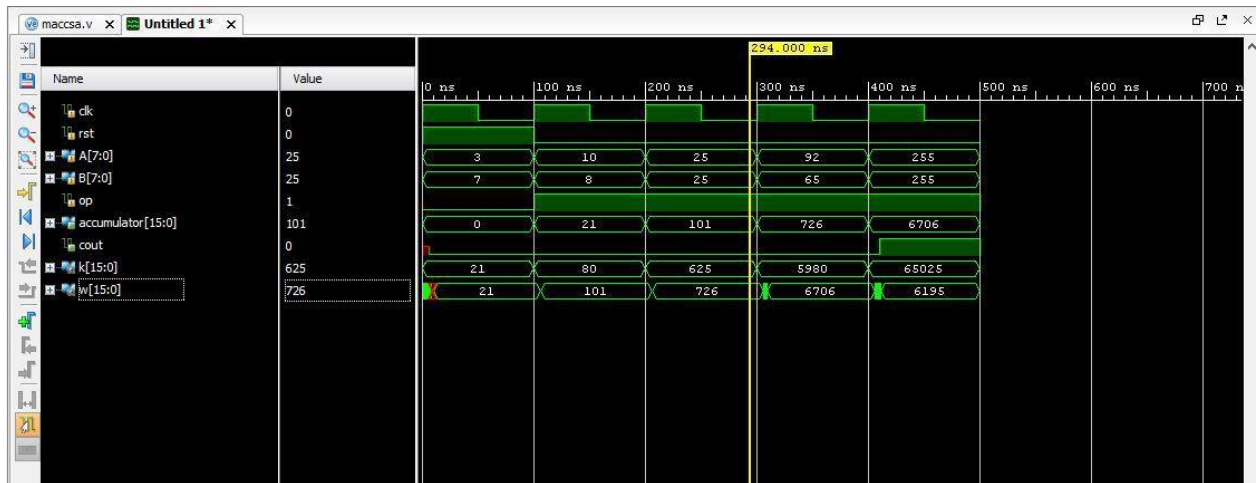 maccsa.v Untitled 1*
294.000 ns
Name Value
0 ns 100 ns 200 ns 300 ns 400 ns 500 ns 600 ns 700 n
clk 0
rst 0
A[7:0] 25 3 10 25 92 255
B[7:0] 25 7 8 25 65 255
op 1
accumulator[15:0] 101 0 21 101 726 6706
cout 0
k[15:0] 625 21 80 625 5980 65025
w[15:0] 726 21 101 726 6706 6195